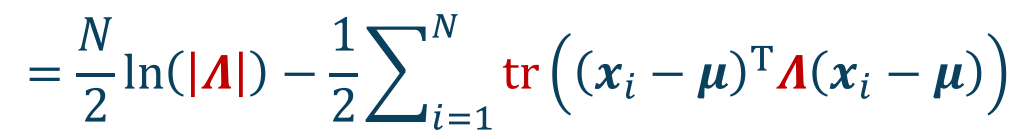 = N/2 ln(|Λ|) − 1/2 ∑_{i=1}^{N} tr((x_i − μ)^T Λ(x_i − μ))